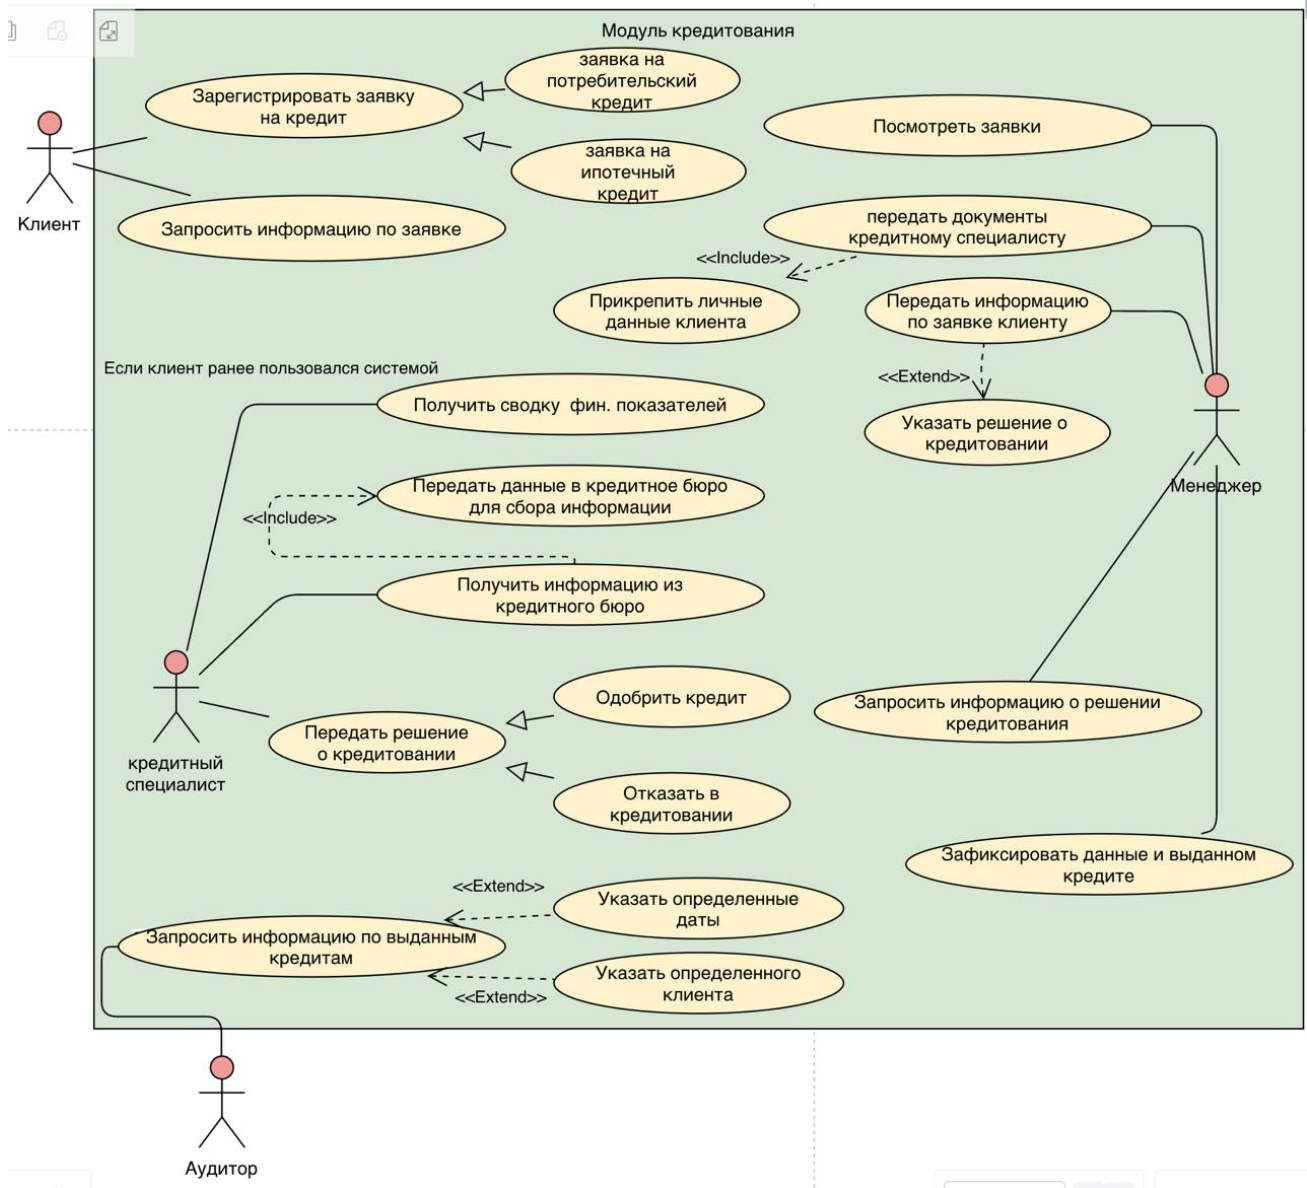 Модуль кредитования
заявка на
потребительский
кредит
Зарегистрировать заявку
на кредит
Посмотреть заявки
заявка на
ипотечный
кредит
Клиент
Запросить информацию по заявке
передать документы
кредитному специалисту
<<Include>>
Прикрепить личные
данные клиента
Передать информацию
по заявке клиенту
Если клиент ранее пользовался системой
<<Extend>>
Получить сводку фин. показателей
Указать решение о
кредитовании
Менеджер
Передать данные в кредитное бюро
для сбора информации
<<Include>>
Получить информацию из
кредитного бюро
Одобрить кредит
Запросить информацию о решении
кредитования
Передать решение
о кредитовании
кредитный
специалист
Отказать в
кредитовании
Зафиксировать данные и выданном
кредите
<<Extend>>
Указать определенные
даты
Запросить информацию по выданным
кредитам
Указать определенного
клиента
<<Extend>>
Аудитор